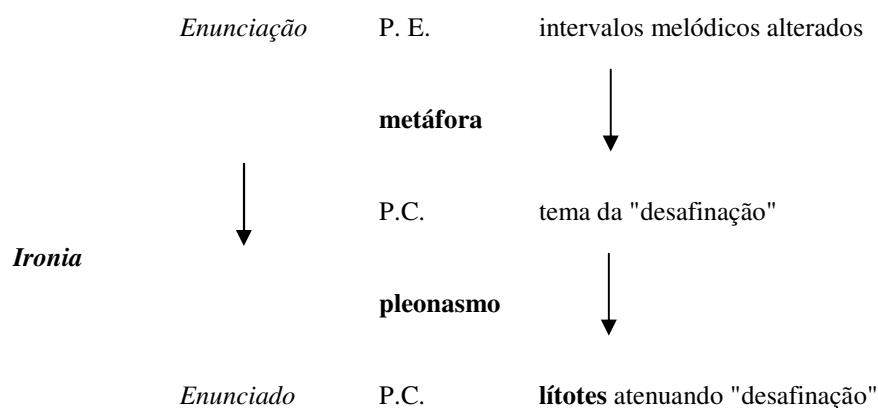 Enunciação P. E. intervalos melódicos alterados
metáfora
P.C. tema da "desafinação"
Ironia
pleonasmo
Enunciado P.C. lítotes atenuando "desafinação"